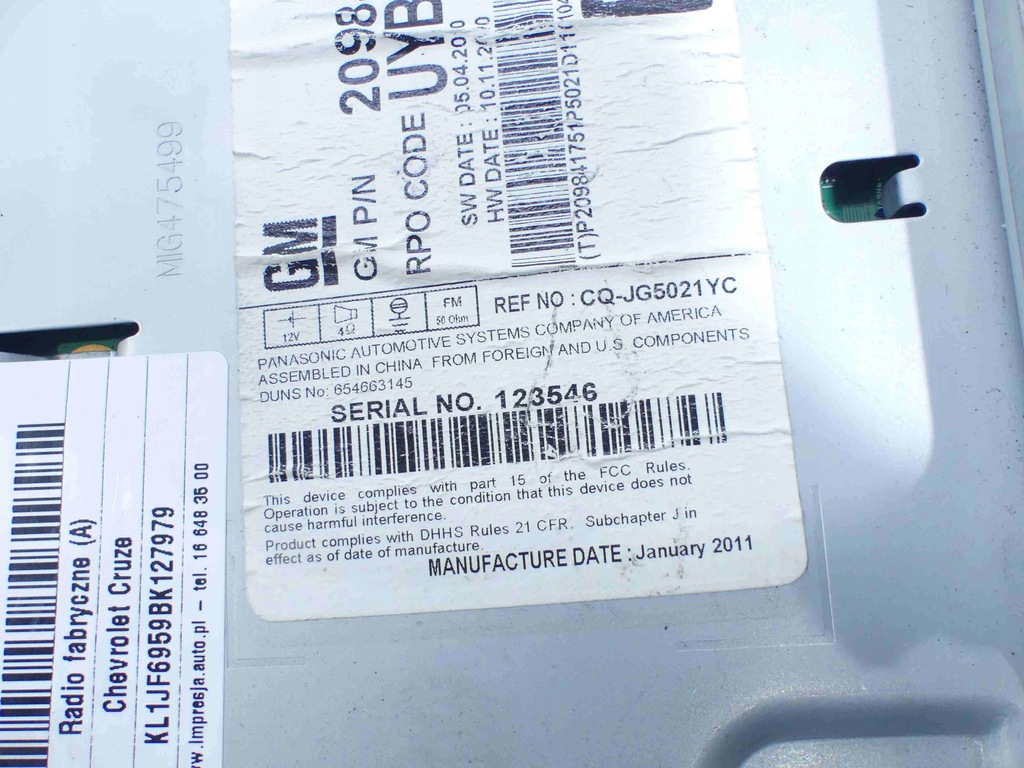 GM
GM P/N 2098
RPO CODE UYB
SW DATE : 05.04.2010
HW DATE : 10.11.2010
(T)P209841751P5021D1110
12V
4Ω
FM
50 Ohm
REF NO : CQ-JG5021YC
PANASONIC AUTOMOTIVE SYSTEMS COMPANY OF AMERICA
ASSEMBLED IN CHINA FROM FOREIGN AND U.S. COMPONENTS
DUNS No: 654663145
SERIAL NO. 123546
This device complies with part 15 of the FCC Rules.
Operation is subject to the condition that this device does not
cause harmful interference.
Product complies with DHHS Rules 21 CFR. Subchapter J in
effect as of date of manufacture.
MANUFACTURE DATE : January 2011
MIG475499
Radio fabryczne (A)
Chevrolet Cruze
KL1JF6959BK127979
w.Impresja.auto.pl – tel. 16 648 35 00